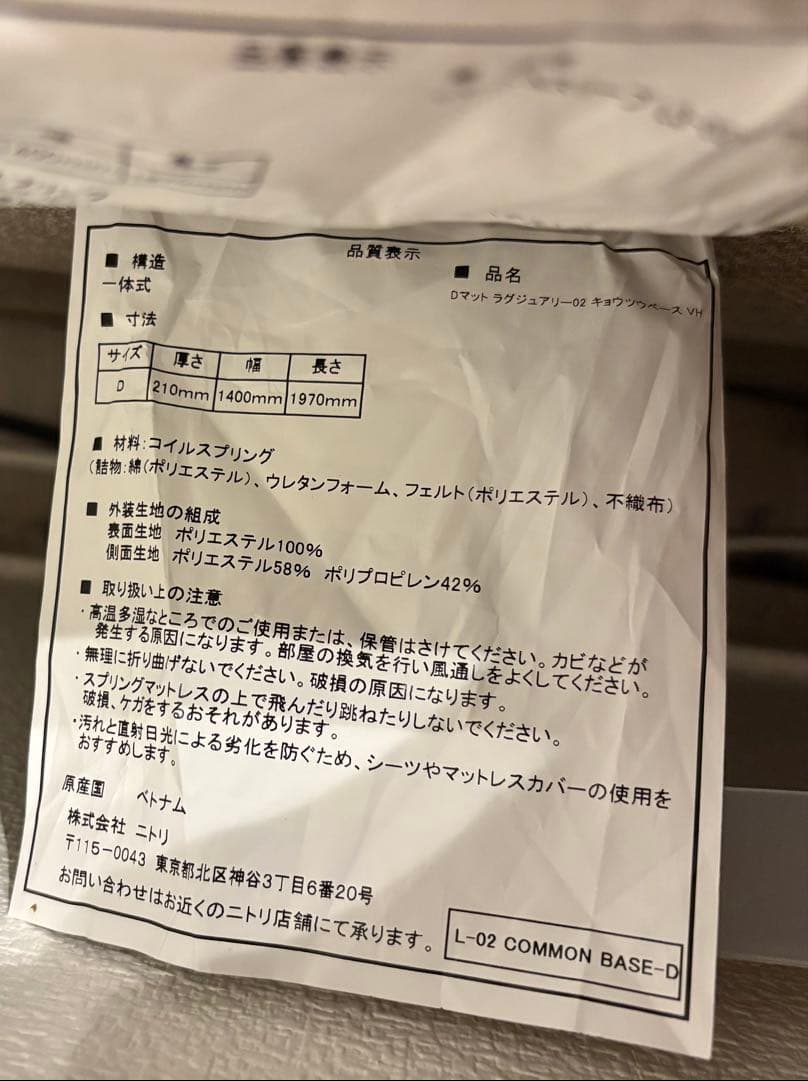 品質表示
■ 構造
一体式
■ 品名
Dマット ラグジュアリー02 キョウツウベース VH
■ 寸法
サイズ 厚さ 幅 長さ
D 210mm 1400mm 1970mm
■ 材料:コイルスプリング
(詰物:綿(ポリエステル)、ウレタンフォーム、フェルト(ポリエステル)、不織布)
■ 外装生地の組成
表面生地 ポリエステル100%
側面生地 ポリエステル58% ポリプロピレン42%
■ 取り扱い上の注意
・高温多湿なところでのご使用または、保管はさけてください。カビなどが
発生する原因になります。部屋の換気を行い風通しをよくしてください。
・無理に折り曲げないでください。破損の原因になります。
・スプリングマットレスの上で飛んだり跳ねたりしないでください。
破損、ケガをするおそれがあります。
・汚れと直射日光による劣化を防ぐため、シーツやマットレスカバーの使用を
おすすめします。
原産国 ベトナム
株式会社 ニトリ
〒115-0043 東京都北区神谷3丁目6番20号
お問い合わせはお近くのニトリ店舗にて承ります。
L-02 COMMON BASE-D